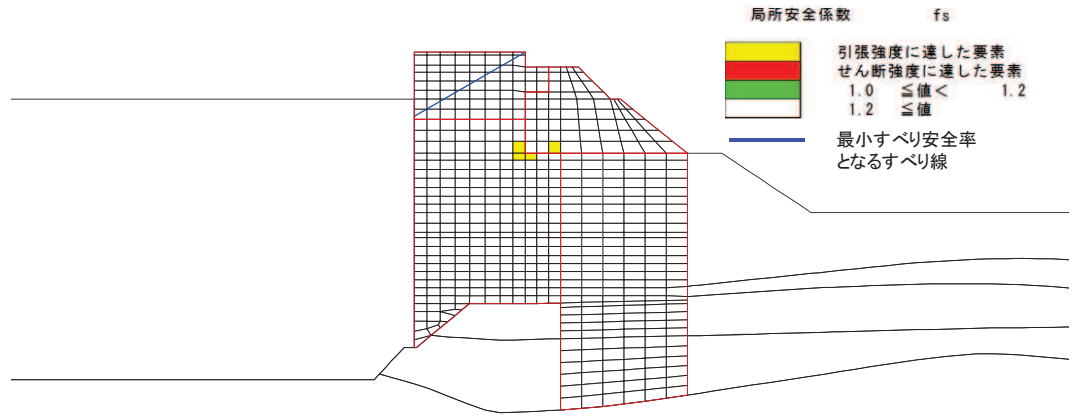 局所安全係数 fs
引張強度に達した要素
せん断強度に達した要素
1.0 ≦値< 1.2
1.2 ≦値
最小すべり安全率
となるすべり線